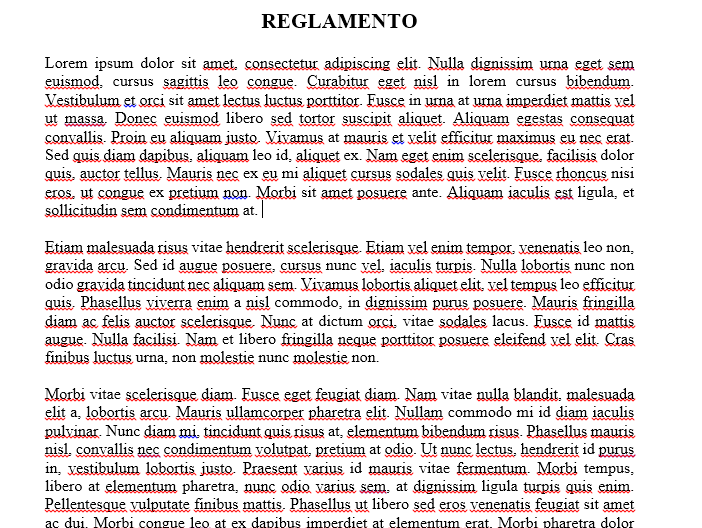 REGLAMENTO
Lorem ipsum dolor sit amet, consectetur adipiscing elit. Nulla dignissim urna eget sem
euismod, cursus sagittis leo congue. Curabitur eget nisl in lorem cursus bibendum.
Vestibulum et orci sit amet lectus luctus porttitor. Fusce in urna at urna imperdiet mattis vel
ut massa. Donec euismod libero sed tortor suscipit aliquet. Aliquam egestas consequat
convallis. Proin eu aliquam justo. Vivamus at mauris et velit efficitur maximus eu nec erat.
Sed quis diam dapibus, aliquam leo id, aliquet ex. Nam eget enim scelerisque, facilisis dolor
quis, auctor tellus. Mauris nec ex eu mi aliquet cursus sodales quis velit. Fusce rhoncus nisi
eros, ut congue ex pretium non. Morbi sit amet posuere ante. Aliquam iaculis est ligula, et
sollicitudin sem condimentum at.
Etiam malesuada risus vitae hendrerit scelerisque. Etiam vel enim tempor, venenatis leo non,
gravida arcu. Sed id augue posuere, cursus nunc vel, iaculis turpis. Nulla lobortis nunc non
odio gravida tincidunt nec aliquam sem. Vivamus lobortis aliquet elit, vel tempus leo efficitur
quis. Phasellus viverra enim a nisl commodo, in dignissim purus posuere. Mauris fringilla
diam ac felis auctor scelerisque. Nunc at dictum orci, vitae sodales lacus. Fusce id mattis
augue. Nulla facilisi. Nam et libero fringilla neque porttitor posuere eleifend vel elit. Cras
finibus luctus urna, non molestie nunc molestie non.
Morbi vitae scelerisque diam. Fusce eget feugiat diam. Nam vitae nulla blandit, malesuada
elit a, lobortis arcu. Mauris ullamcorper pharetra elit. Nullam commodo mi id diam iaculis
pulvinar. Nunc diam mi, tincidunt quis risus at, elementum bibendum risus. Phasellus mauris
nisl, convallis nec condimentum volutpat, pretium at odio. Ut nunc lectus, hendrerit id purus
in, vestibulum lobortis justo. Praesent varius id mauris vitae fermentum. Morbi tempus,
libero at elementum pharetra, nunc odio varius sem, at dignissim ligula turpis quis enim.
Pellentesque vulputate finibus mattis. Phasellus ut libero sed eros venenatis feugiat sit amet
ac dui. Morbi congue leo at ex dapibus imperdiet at elementum erat. Morbi pharetra dolor